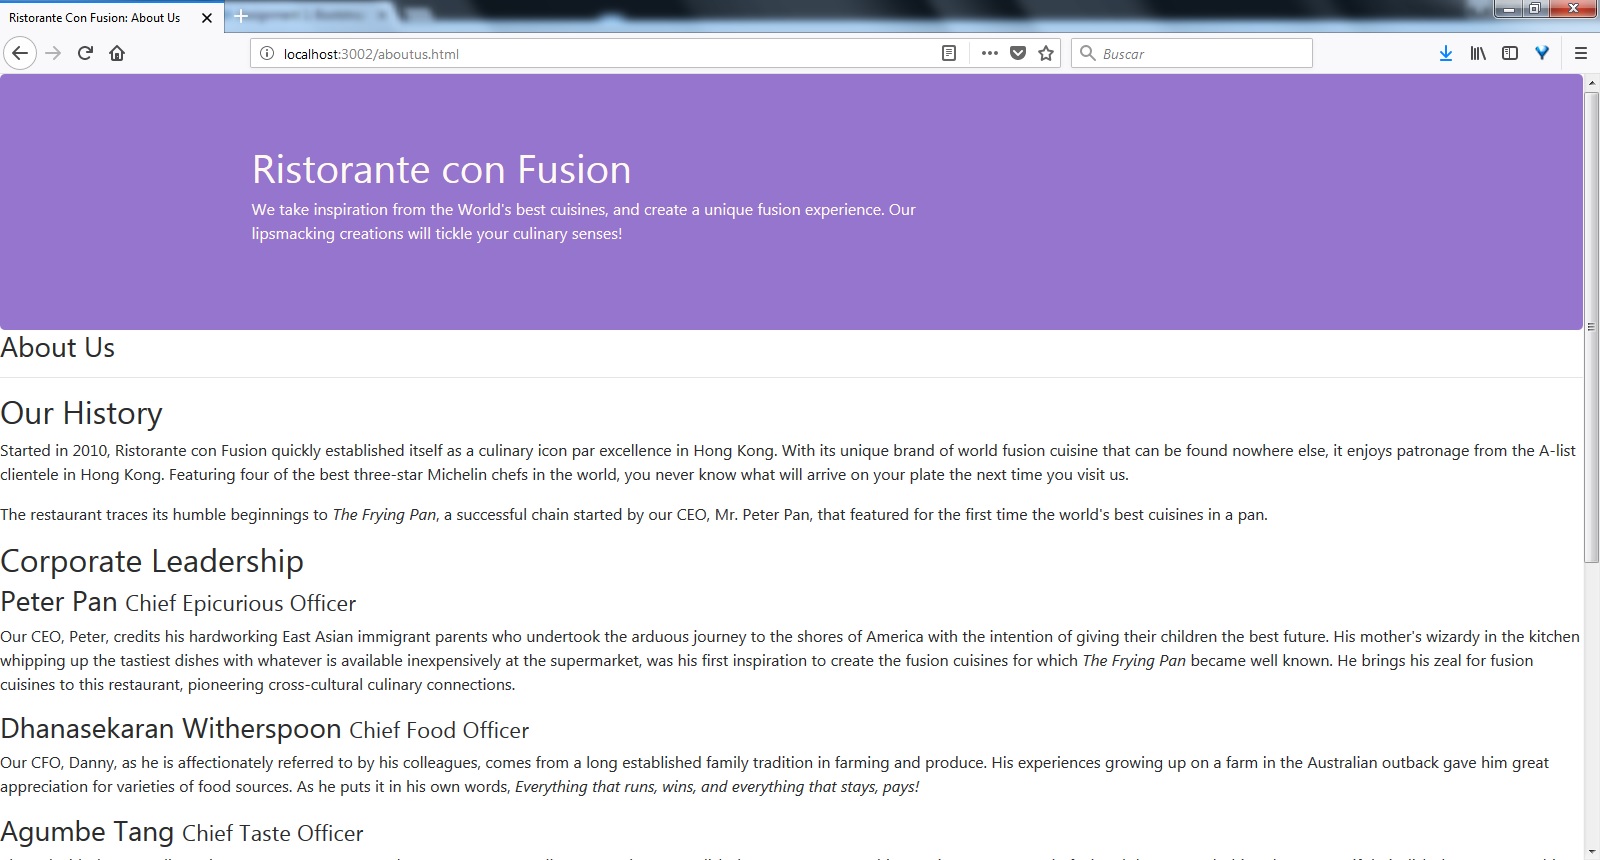 Ristorante Con Fusion: About Us
localhost:3002/aboutus.html
Buscar
Ristorante con Fusion
We take inspiration from the World's best cuisines, and create a unique fusion experience. Our
lipsmacking creations will tickle your culinary senses!
About Us
Our History
Started in 2010, Ristorante con Fusion quickly established itself as a culinary icon par excellence in Hong Kong. With its unique brand of world fusion cuisine that can be found nowhere else, it enjoys patronage from the A-list
clientele in Hong Kong. Featuring four of the best three-star Michelin chefs in the world, you never know what will arrive on your plate the next time you visit us.
The restaurant traces its humble beginnings to The Frying Pan, a successful chain started by our CEO, Mr. Peter Pan, that featured for the first time the world's best cuisines in a pan.
Corporate Leadership
Peter Pan Chief Epicurious Officer
Our CEO, Peter, credits his hardworking East Asian immigrant parents who undertook the arduous journey to the shores of America with the intention of giving their children the best future. His mother's wizardy in the kitchen
whipping up the tastiest dishes with whatever is available inexpensively at the supermarket, was his first inspiration to create the fusion cuisines for which The Frying Pan became well known. He brings his zeal for fusion
cuisines to this restaurant, pioneering cross-cultural culinary connections.
Dhanasekaran Witherspoon Chief Food Officer
Our CFO, Danny, as he is affectionately referred to by his colleagues, comes from a long established family tradition in farming and produce. His experiences growing up on a farm in the Australian outback gave him great
appreciation for varieties of food sources. As he puts it in his own words, Everything that runs, wins, and everything that stays, pays!
Agumbe Tang Chief Taste Officer